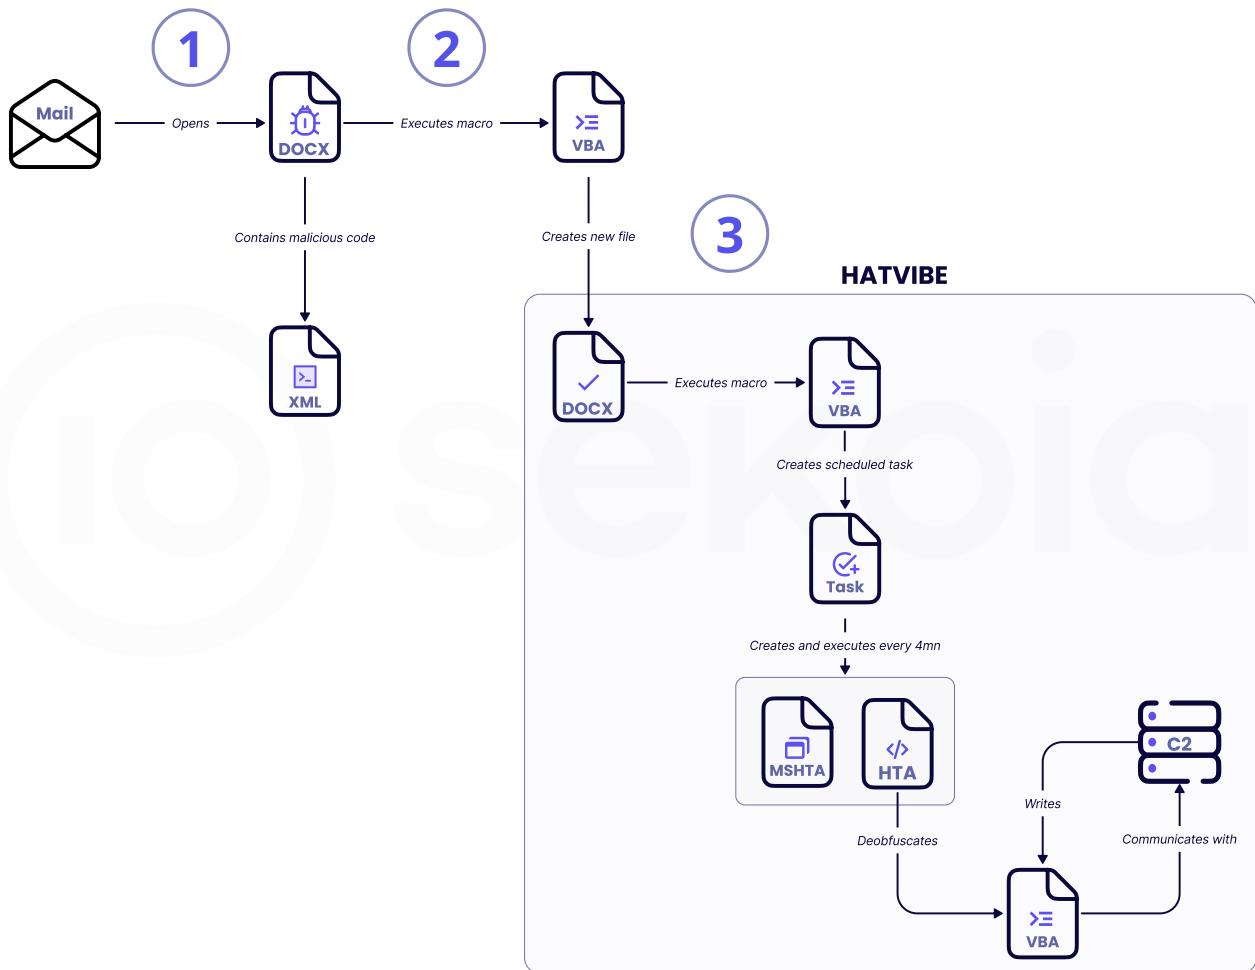 1
2
Mail
Opens
DOCX
Executes macro
VBA
Contains malicious code
Creates new file
3
HATVIBE
XML
DOCX
Executes macro
VBA
Creates scheduled task
Task
Creates and executes every 4mn
MSHTA
HTA
C2
Writes
Deobfuscates
Communicates with
VBA
sekoia